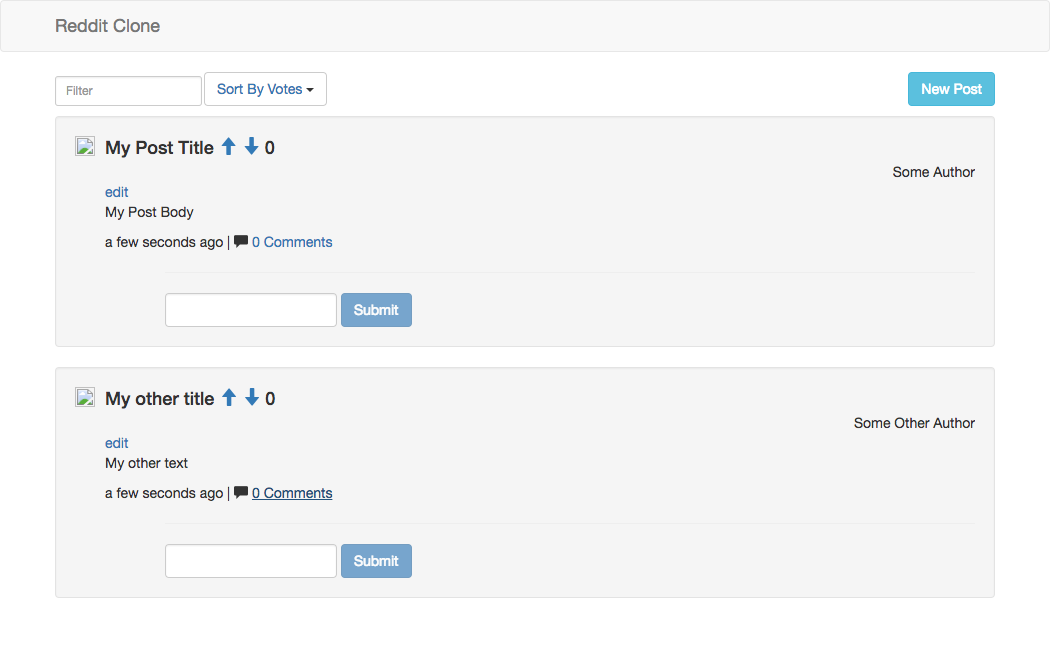 Reddit Clone
Filter Sort By Votes New Post
My Post Title 0
Some Author
edit
My Post Body
a few seconds ago | 0 Comments
Submit
My other title 0
Some Other Author
edit
My other text
a few seconds ago | 0 Comments
Submit